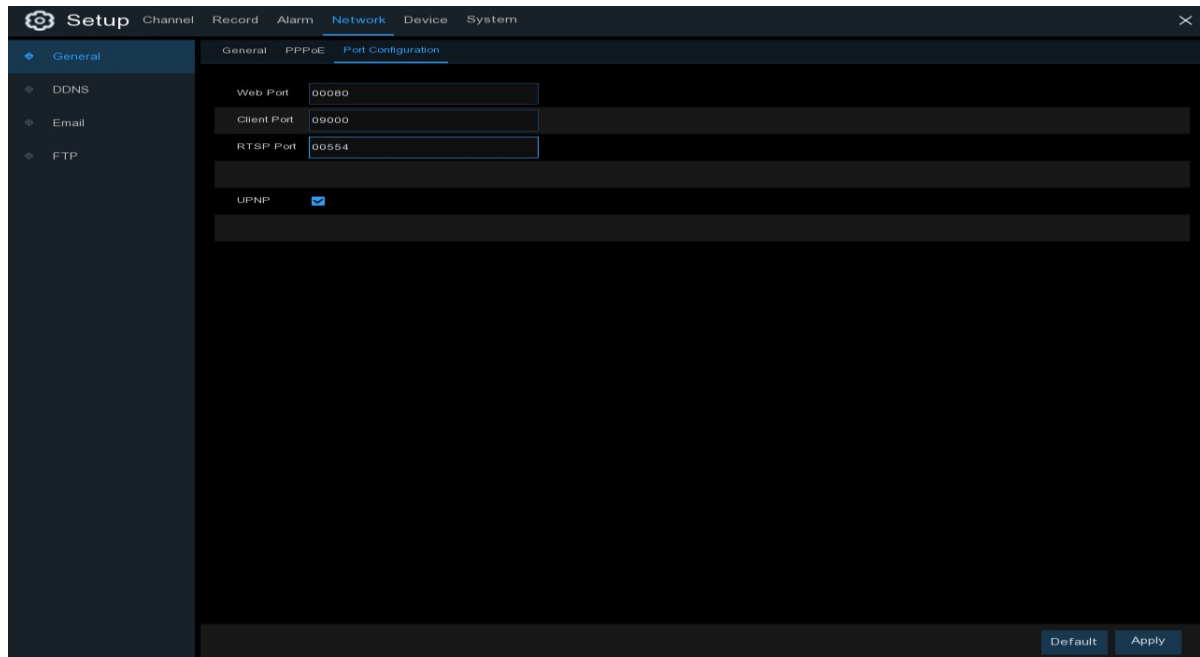 Setup Channel Record Alarm Network Device System
General
DDNS
Email
FTP
General PPPoE Port Configuration
Web Port 00080
Client Port 09000
RTSP Port 00554
UPNP
Default Apply